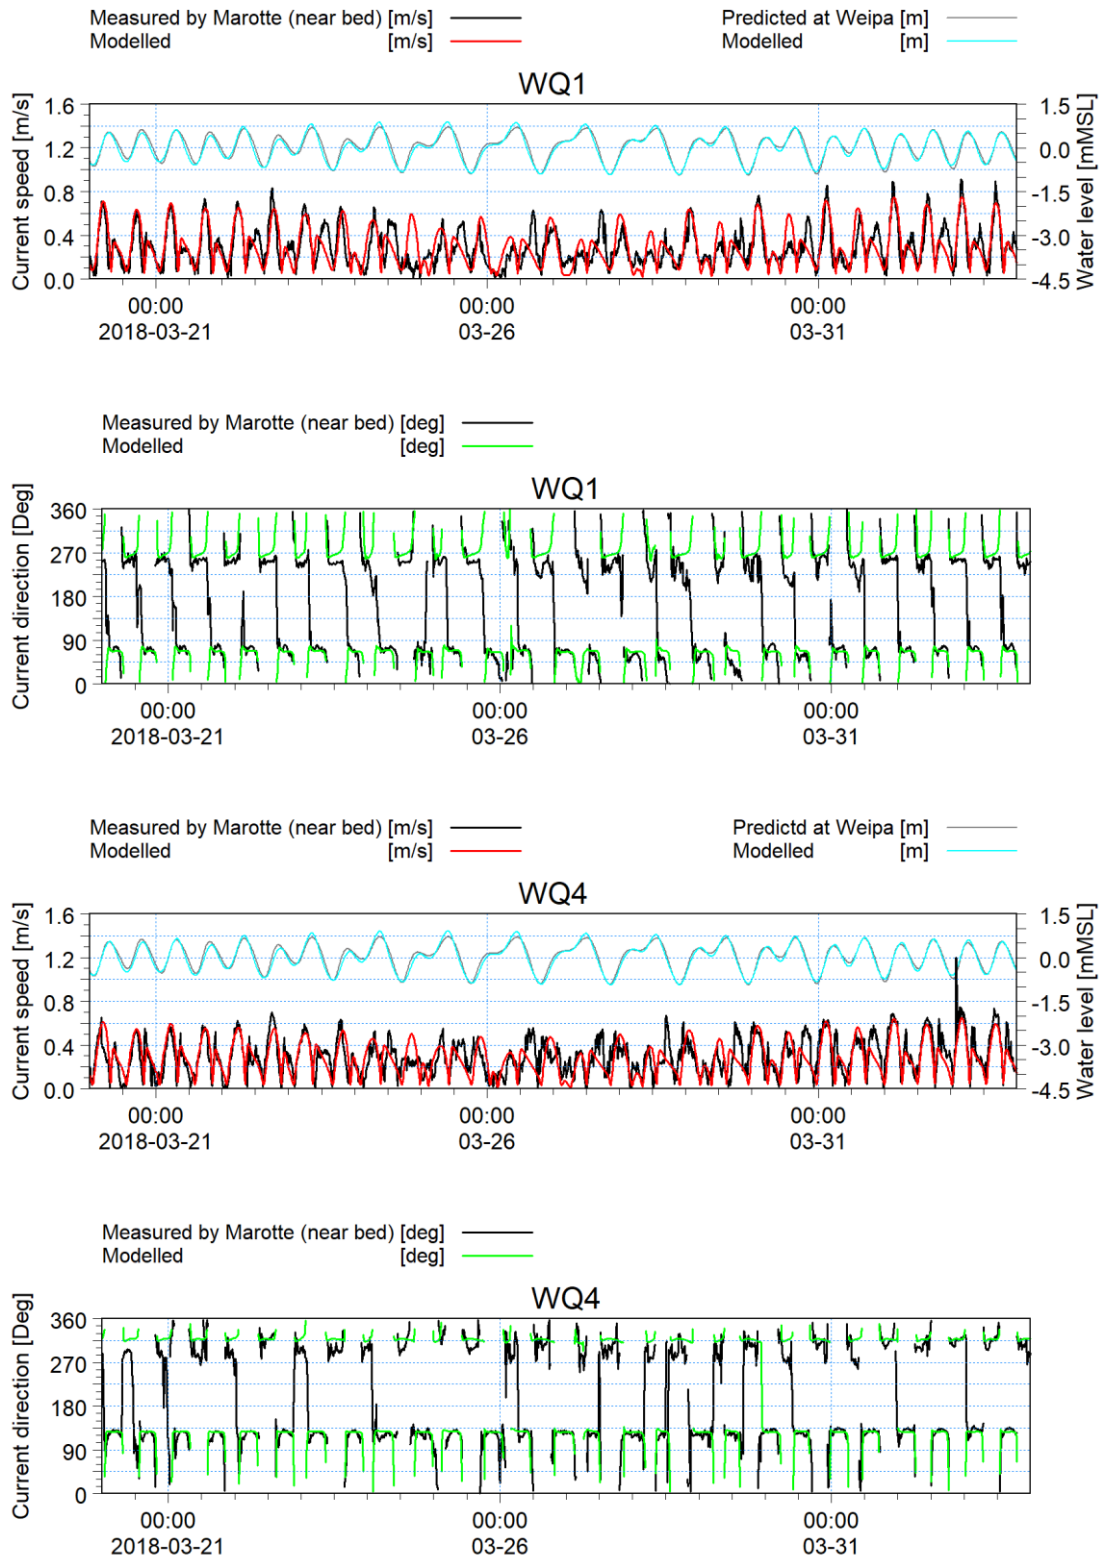 Measured by Marotte (near bed) [m/s]
Modelled [m/s]
Predicted at Weipa [m]
Modelled [m]
WQ1
Current speed [m/s]
1.6
1.2
0.8
0.4
0.0
1.5
0.0
-1.5
-3.0
-4.5
Water level [mMSL]
00:00
2018-03-21
00:00
03-26
00:00
03-31
Measured by Marotte (near bed) [deg]
Modelled [deg]
WQ1
Current direction [Deg]
360
270
180
90
0
00:00
2018-03-21
00:00
03-26
00:00
03-31
Measured by Marotte (near bed) [m/s]
Modelled [m/s]
Predictd at Weipa [m]
Modelled [m]
WQ4
Current speed [m/s]
1.6
1.2
0.8
0.4
0.0
1.5
0.0
-1.5
-3.0
-4.5
Water level [mMSL]
00:00
2018-03-21
00:00
03-26
00:00
03-31
Measured by Marotte (near bed) [deg]
Modelled [deg]
WQ4
Current direction [Deg]
360
270
180
90
0
00:00
2018-03-21
00:00
03-26
00:00
03-31